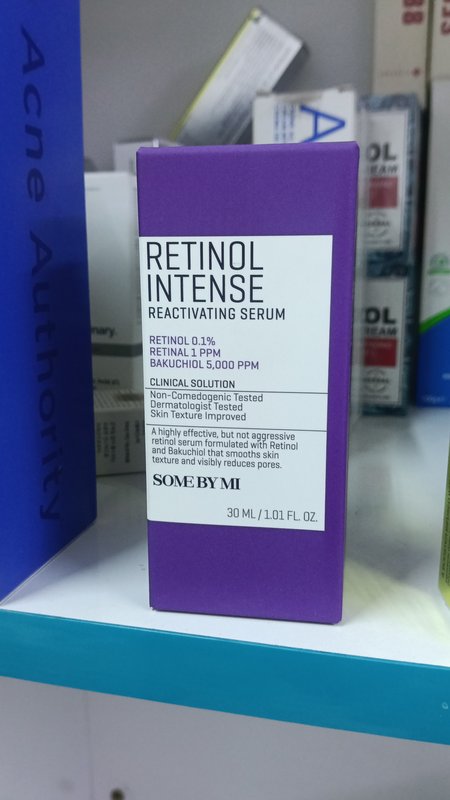 Acne Authority
RETINOL
INTENSE
REACTIVATING SERUM
RETINOL 0.1%
RETINAL 1 PPM
BAKUCHIOL 5,000 PPM
CLINICAL SOLUTION
Non-Comedogenic Tested
Dermatologist Tested
Skin Texture Improved
A highly effective, but not aggressive
retinol serum formulated with Retinol
and Bakuchiol that smooths skin
texture and visibly reduces pores.
SOME BY MI
30 ML / 1.01 FL. OZ.